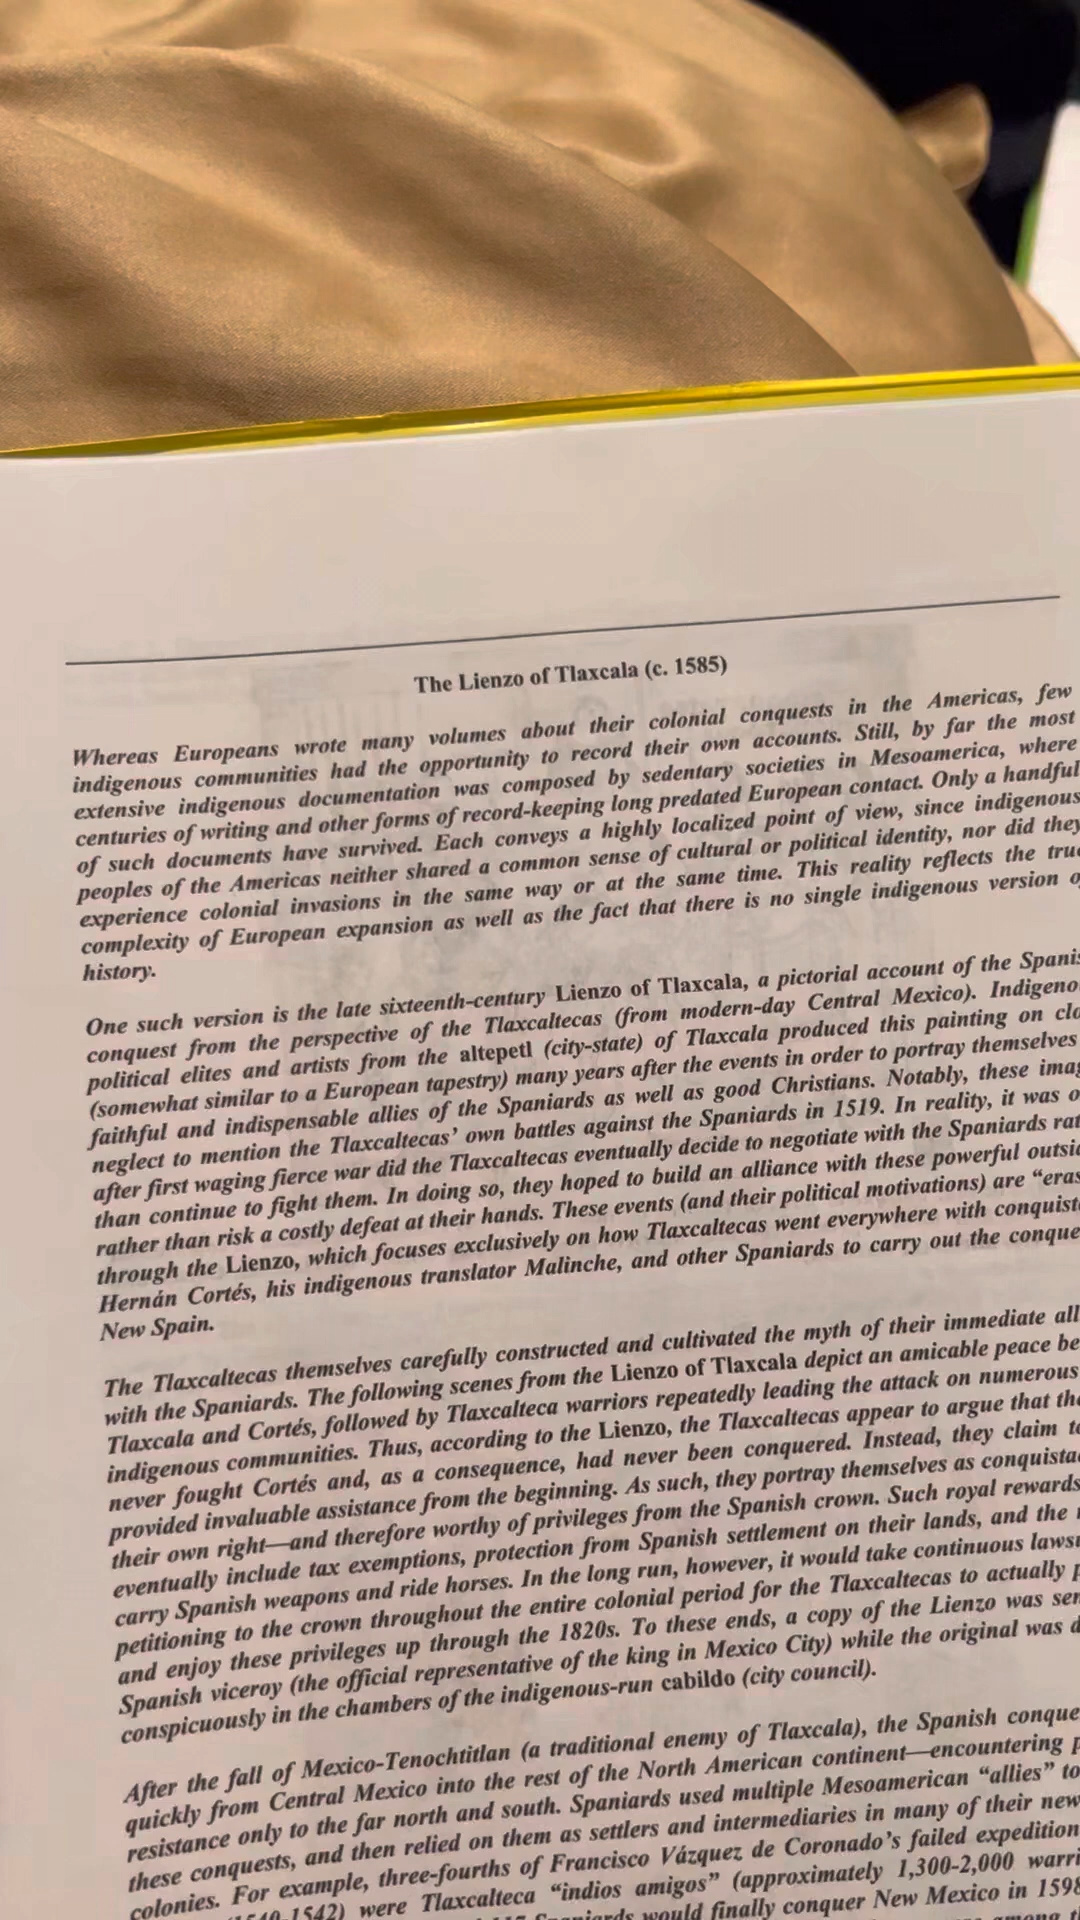 The Lienzo of Tlaxcala (c. 1585)
Whereas Europeans wrote many volumes about their colonial conquests in the Americas, few
indigenous communities had the opportunity to record their own accounts. Still, by far the most
extensive indigenous documentation was composed by sedentary societies in Mesoamerica, where
centuries of writing and other forms of record-keeping long predated European contact. Only a handful
of such documents have survived. Each conveys a highly localized point of view, since indigenous
peoples of the Americas neither shared a common sense of cultural or political identity, nor did they
experience colonial invasions in the same way or at the same time. This reality reflects the
complexity of European expansion as well as the fact that there is no single indigenous version
history.
One such version is the late sixteenth-century Lienzo of Tlaxcala, a pictorial account of the
conquest from the perspective of the Tlaxcaltecas (from modern-day Central Mexico).
political elites and artists from the altepetl (city-state) of Tlaxcala produced this painting on
(somewhat similar to a European tapestry) many years after the events in order to portray themselves
faithful and indispensable allies of the Spaniards as well as good Christians. Notably, these
neglect to mention the Tlaxcaltecas' own battles against the Spaniards in 1519. In reality, it was
after first waging fierce war did the Tlaxcaltecas eventually decide to negotiate with the Spaniards
than continue to fight them. In doing so, they hoped to build an alliance with these powerful
rather than risk a costly defeat at their hands. These events (and their political motivations) are
through the Lienzo, which focuses exclusively on how Tlaxcaltecas went everywhere with
Hernán Cortés, his indigenous translator Malinche, and other Spaniards to carry out the
New Spain.
The Tlaxcaltecas themselves carefully constructed and cultivated the myth of their immediate
with the Spaniards. The following scenes from the Lienzo of Tlaxcala depict an amicable peace
Tlaxcala and Cortés, followed by Tlaxcalteca warriors repeatedly leading the attack on numerous
indigenous communities. Thus, according to the Lienzo, the Tlaxcaltecas appear to argue that
never fought Cortés and, as a consequence, had never been conquered. Instead, they claim
provided invaluable assistance from the beginning. As such, they portray themselves as
their own right—and therefore worthy of privileges from the Spanish crown. Such royal rewards
eventually include tax exemptions, protection from Spanish settlement on their lands, and the
carry Spanish weapons and ride horses. In the long run, however, it would take continuous
petitioning to the crown throughout the entire colonial period for the Tlaxcaltecas to actually
and enjoy these privileges up through the 1820s. To these ends, a copy of the Lienzo was
Spanish viceroy (the official representative of the king in Mexico City) while the original was
conspicuously in the chambers of the indigenous-run cabildo (city council).
After the fall of Mexico-Tenochtitlan (a traditional enemy of Tlaxcala), the Spanish
quickly from Central Mexico into the rest of the North American continent—encountering
resistance only to the far north and south. Spaniards used multiple Mesoamerican "allies" to
these conquests, and then relied on them as settlers and intermediaries in many of their new
colonies. For example, three-fourths of Francisco Vázquez de Coronado's failed expedition
were Tlaxcalteca "indios amigos" (approximately 1,300-2,000
Spaniards would finally conquer New Mexico in 1598